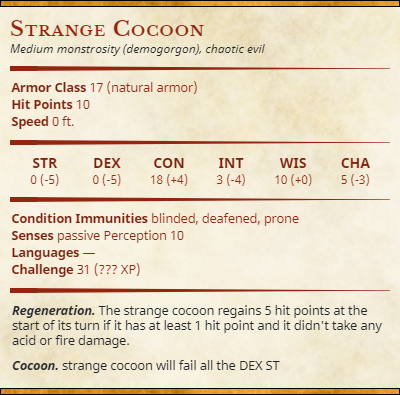 Strange Cocoon
Medium monstrosity (demogorgon), chaotic evil
Armor Class 17 (natural armor)
Hit Points 10
Speed 0 ft.
STR DEX CON INT WIS CHA
0 (-5) 0 (-5) 18 (+4) 3 (-4) 10 (+0) 5 (-3)
Condition Immunities blinded, deafened, prone
Senses passive Perception 10
Languages —
Challenge 31 (??? XP)
Regeneration. The strange cocoon regains 5 hit points at the
start of its turn if it has at least 1 hit point and it didn't take any
acid or fire damage.
Cocoon. strange cocoon will fail all the DEX ST